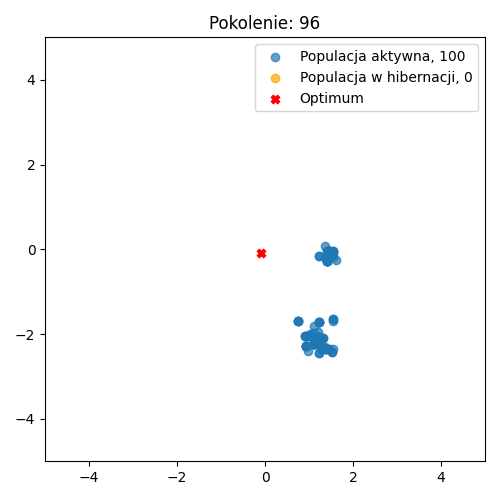 Pokolenie: 96
Populacja aktywna, 100
Populacja w hibernacji, 0
Optimum
4
2
0
−2
−4
−4 −2 0 2 4